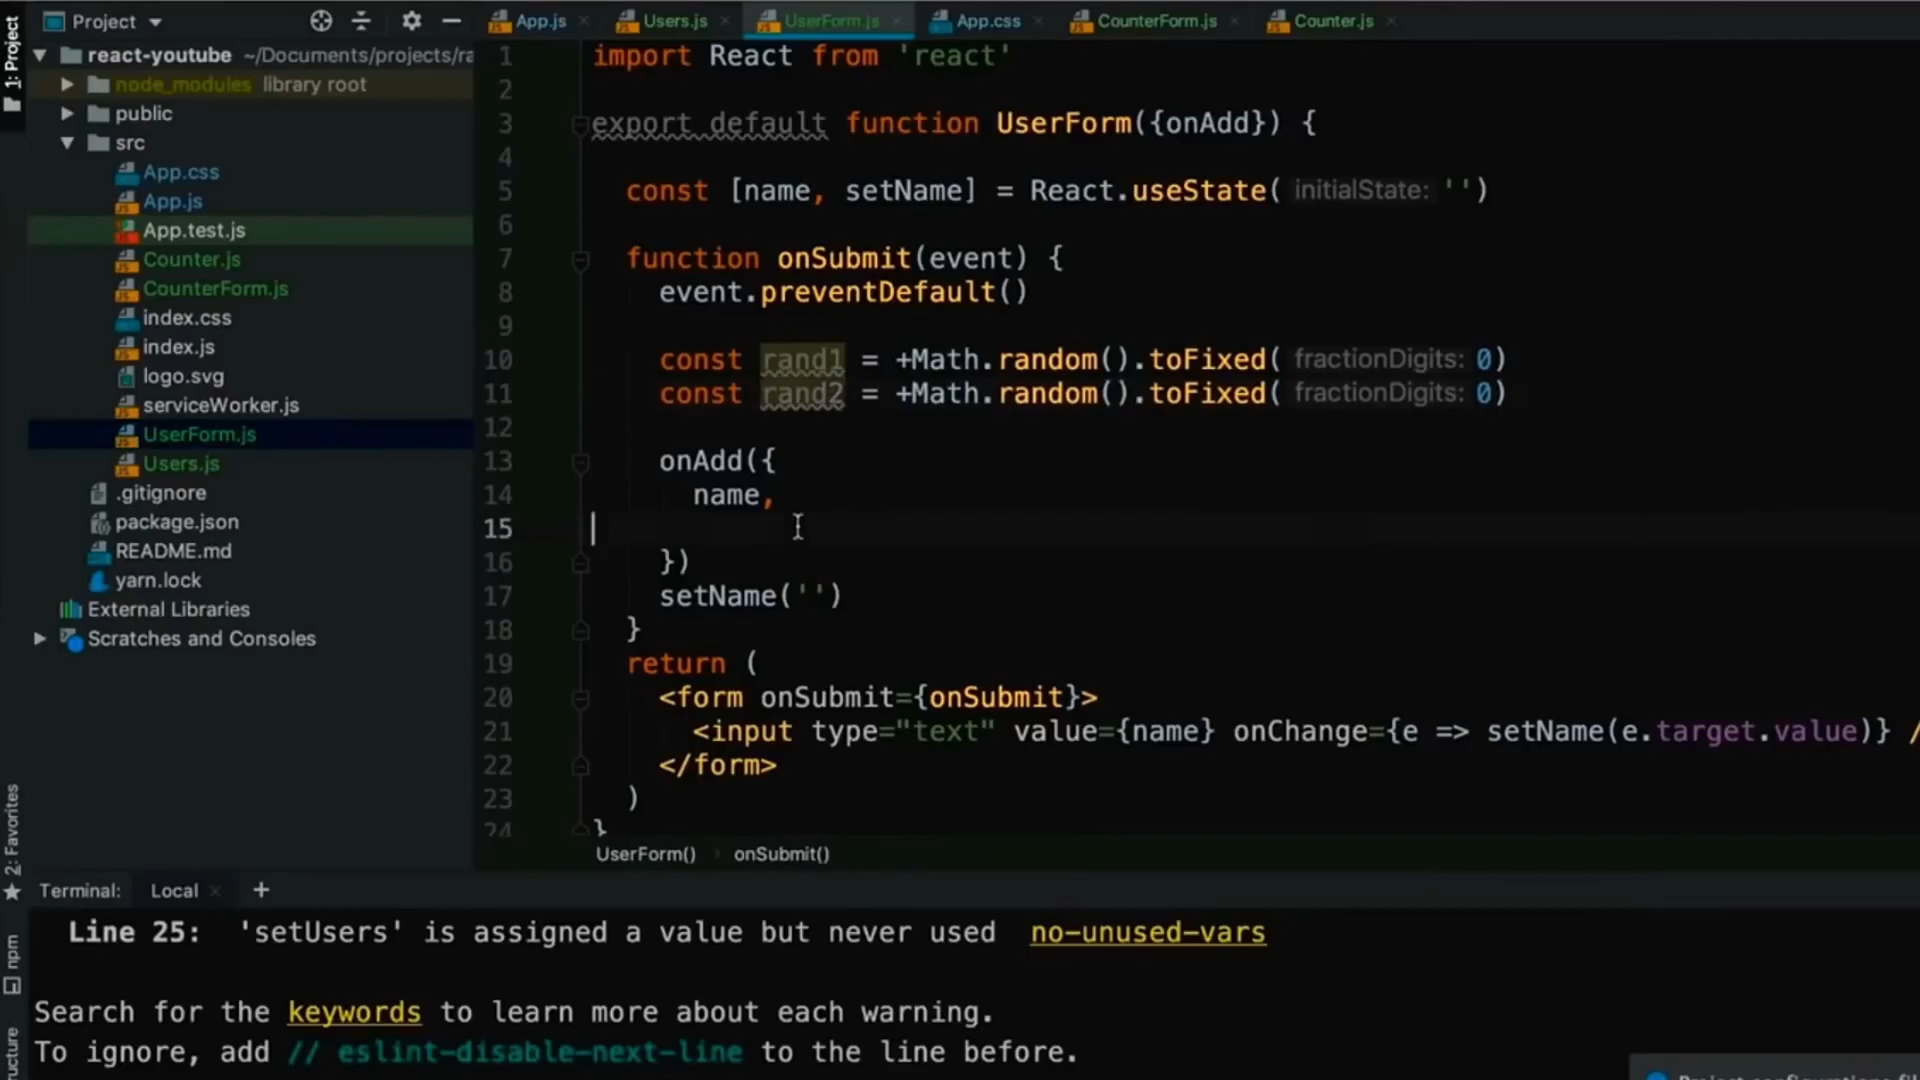 1: Project
Project
App.js
Users.js
UserForm.js
App.css
CounterForm.js
Counter.js
react-youtube ~/Documents/projects/ra
node_modules library root
public
src
App.css
App.js
App.test.js
Counter.js
CounterForm.js
index.css
index.js
logo.svg
serviceWorker.js
UserForm.js
Users.js
.gitignore
package.json
README.md
yarn.lock
External Libraries
Scratches and Consoles
1 import React from 'react'
2
3 export default function UserForm({onAdd}) {
4
5 const [name, setName] = React.useState( initialState: '')
6
7 function onSubmit(event) {
8 event.preventDefault()
9
10 const rand1 = +Math.random().toFixed( fractionDigits: 0)
11 const rand2 = +Math.random().toFixed( fractionDigits: 0)
12
13 onAdd({
14 name,
15
16 })
17 setName('')
18 }
19 return (
20 <form onSubmit={onSubmit}>
21 <input type="text" value={name} onChange={e => setName(e.target.value)} /
22 </form>
23 )
24 }
UserForm() onSubmit()
2: Favorites
npm
Terminal: Local +
Line 25: 'setUsers' is assigned a value but never used no-unused-vars
Search for the keywords to learn more about each warning.
To ignore, add // eslint-disable-next-line to the line before.
ructure